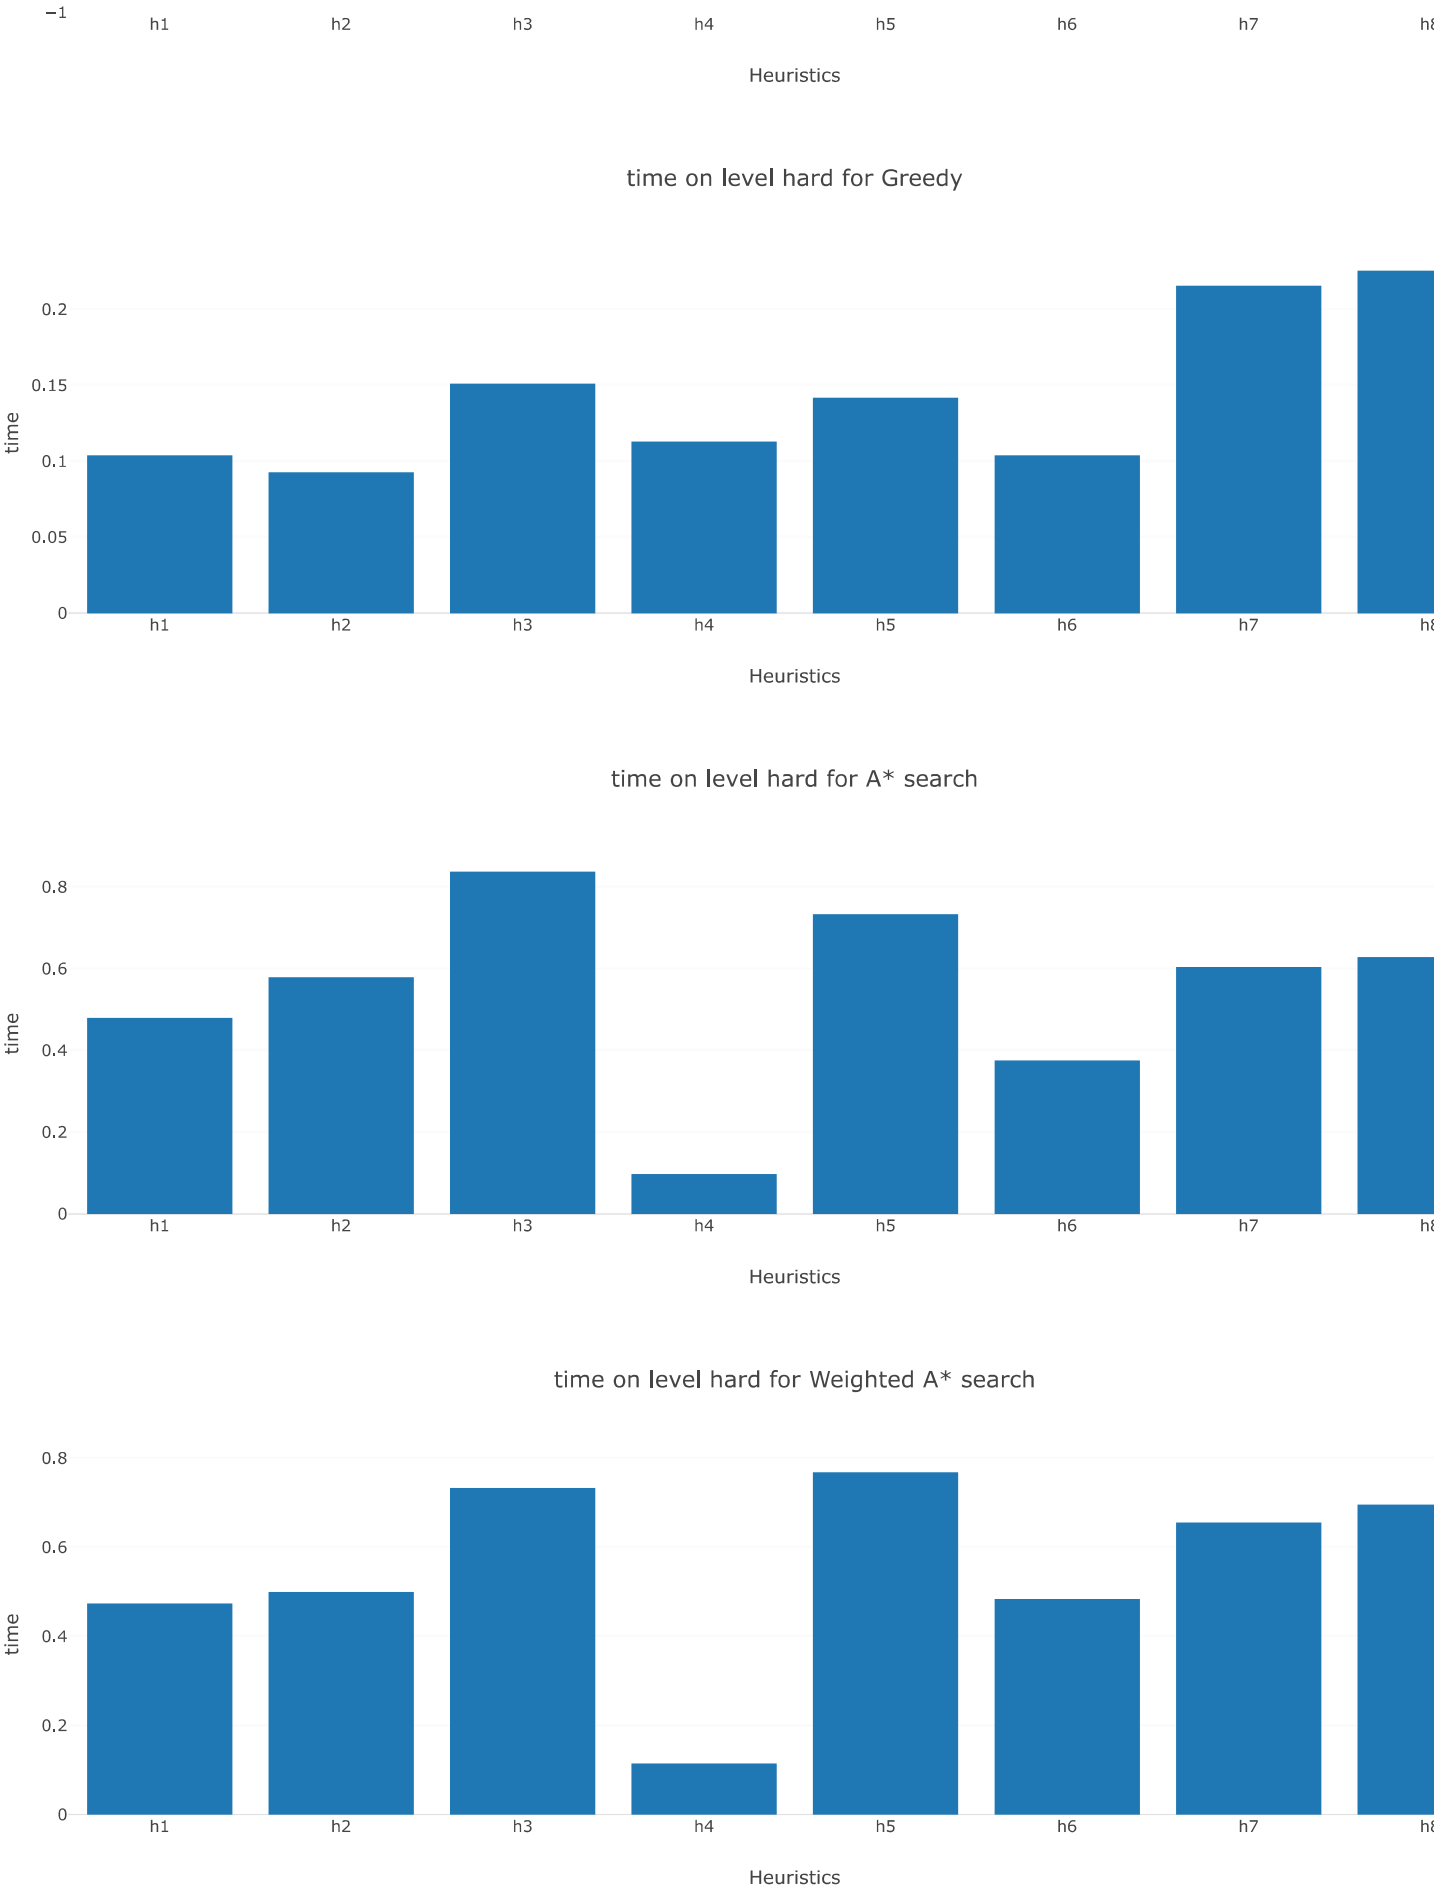 −1
h1 h2 h3 h4 h5 h6 h7
Heuristics
time on level hard for Greedy
0.2
0.15
time
0.1
0.05
0
h1 h2 h3 h4 h5 h6 h7
Heuristics
time on level hard for A* search
0.8
0.6
time
0.4
0.2
0
h1 h2 h3 h4 h5 h6 h7
Heuristics
time on level hard for Weighted A* search
0.8
0.6
time
0.4
0.2
0
h1 h2 h3 h4 h5 h6 h7
Heuristics